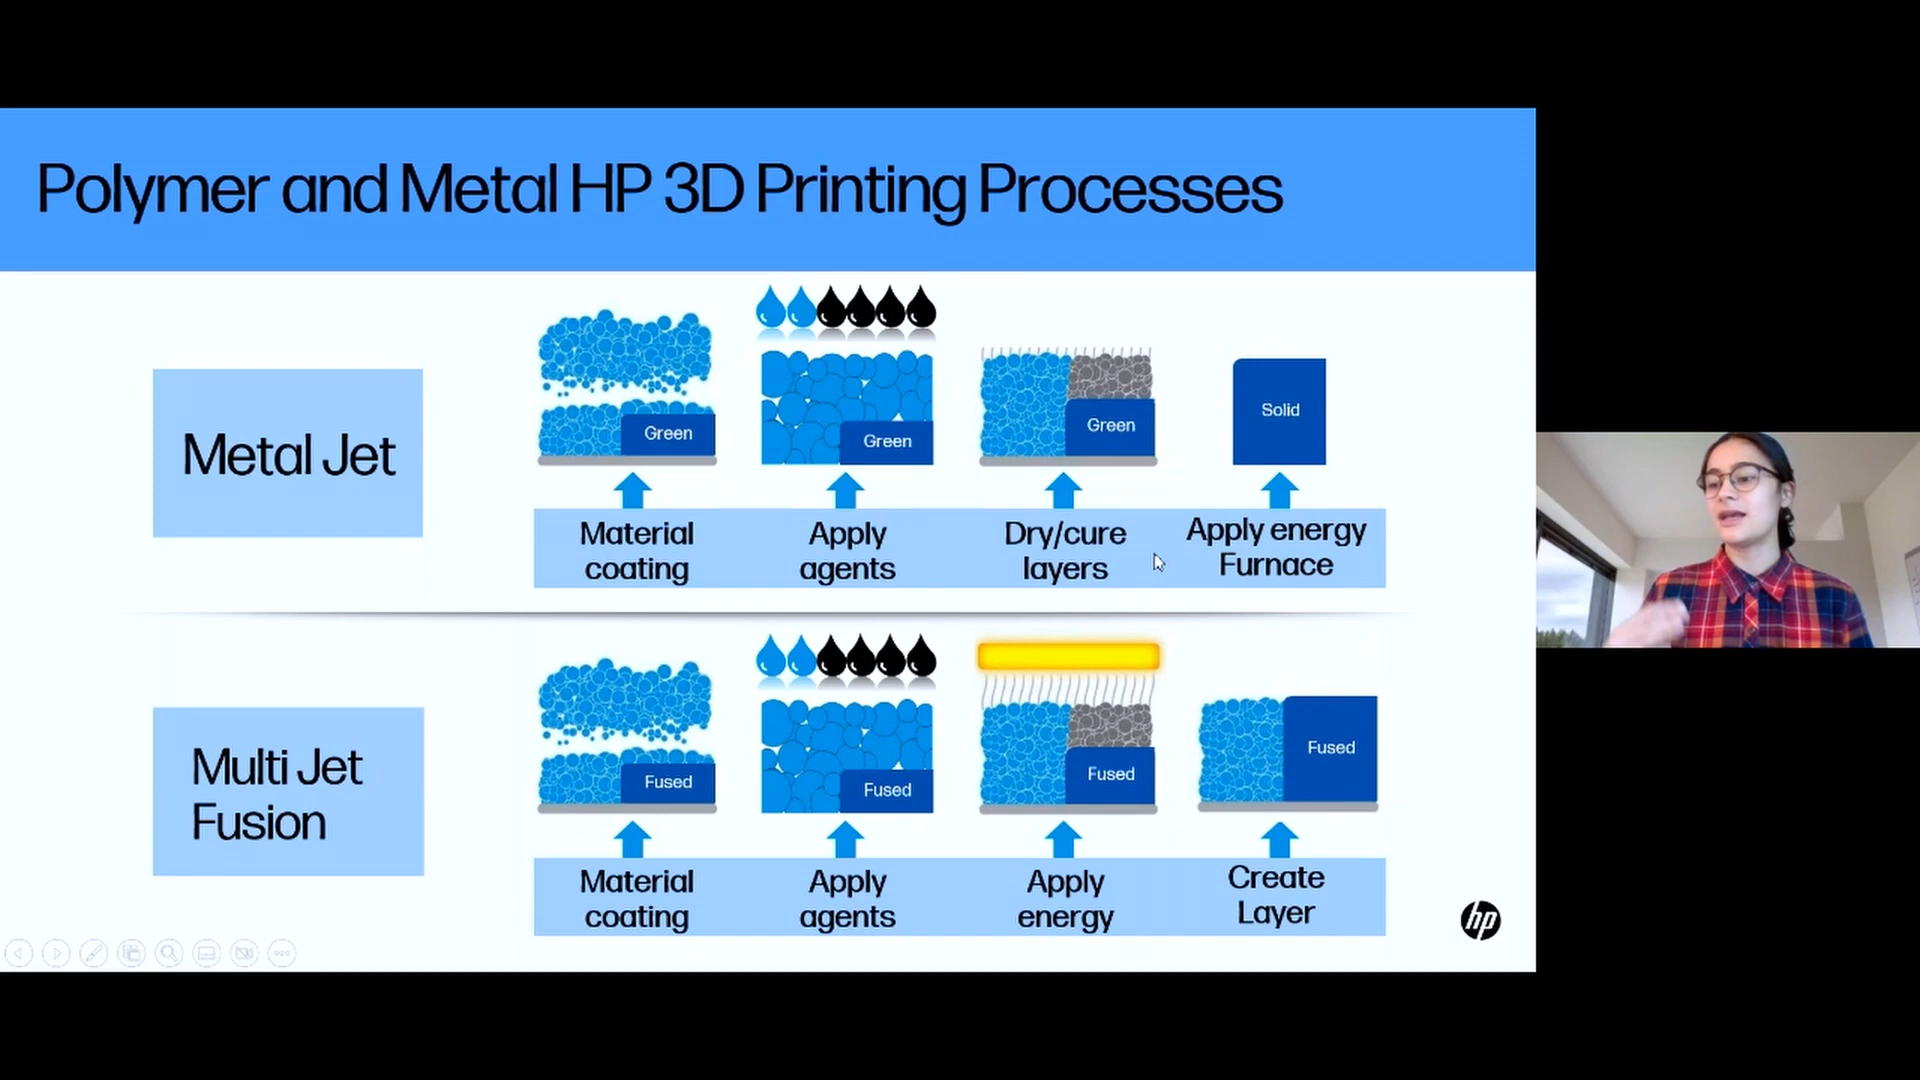 Polymer and Metal HP 3D Printing Processes
Metal Jet
Green
Green
Green
Solid
Material
coating
Apply
agents
Dry/cure
layers
Apply energy
Furnace
Multi Jet
Fusion
Fused
Fused
Fused
Fused
Material
coating
Apply
agents
Apply
energy
Create
Layer
hp